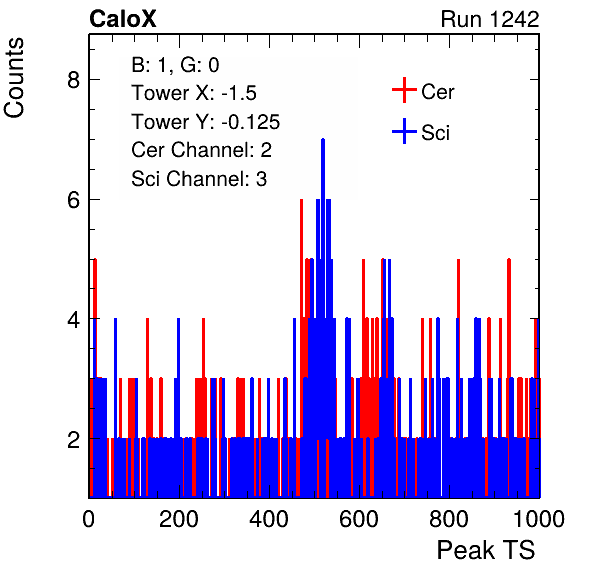 CaloX Run 1242
Counts
B: 1, G: 0
Tower X: -1.5
Tower Y: -0.125
Cer Channel: 2
Sci Channel: 3
Cer
Sci
8
6
4
2
0 200 400 600 800 1000
Peak TS